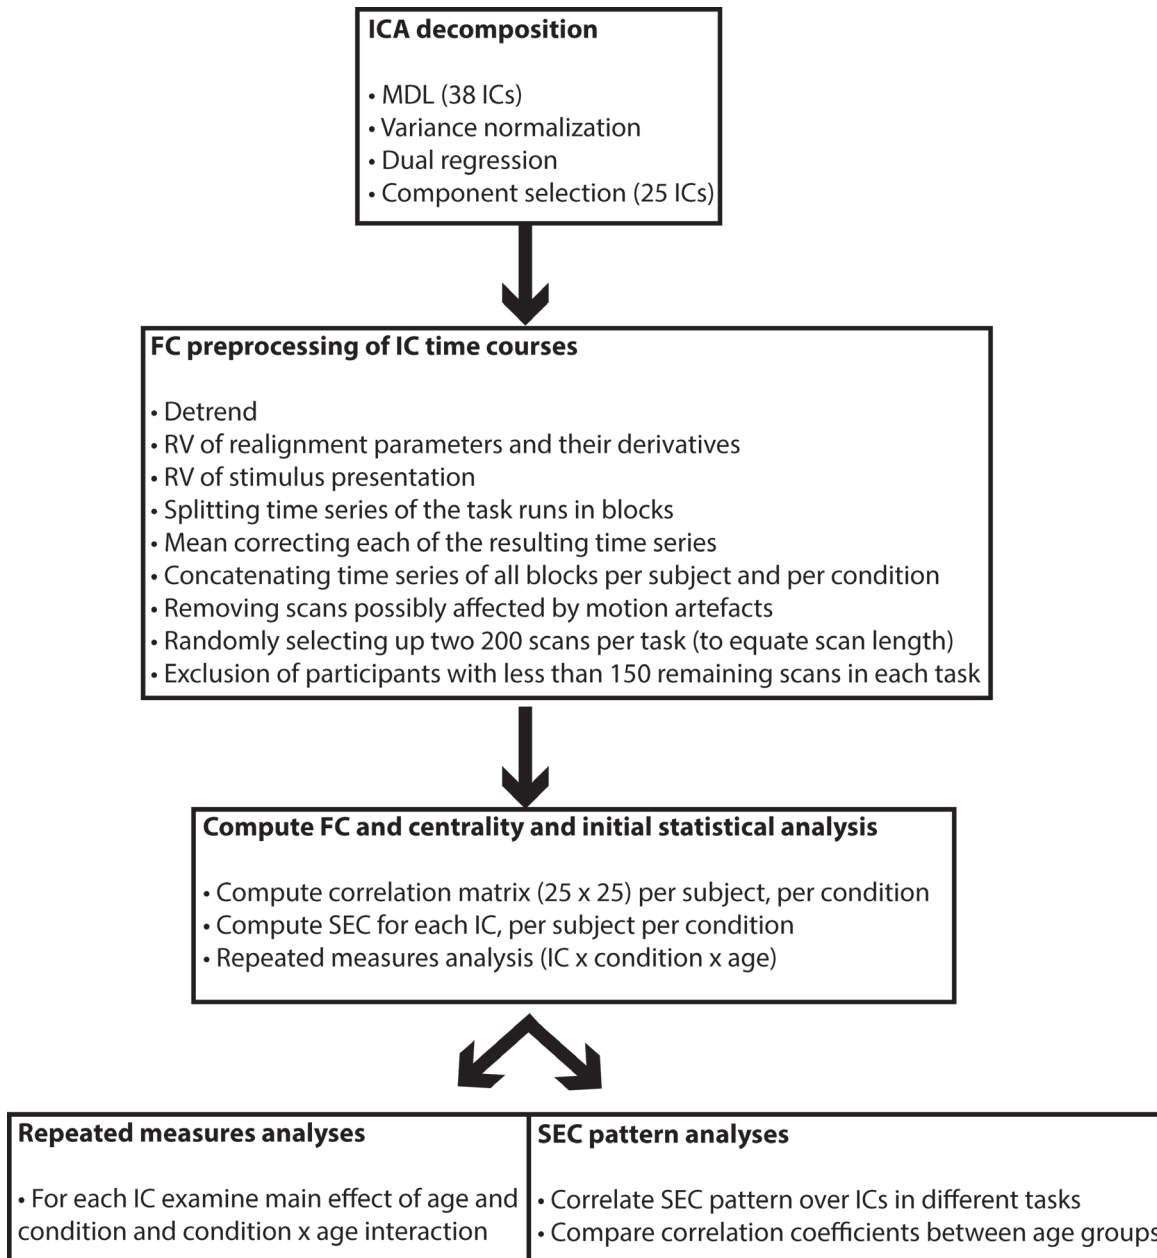 ICA decomposition
• MDL (38 ICs)
• Variance normalization
• Dual regression
• Component selection (25 ICs)
FC preprocessing of IC time courses
• Detrend
• RV of realignment parameters and their derivatives
• RV of stimulus presentation
• Splitting time series of the task runs in blocks
• Mean correcting each of the resulting time series
• Concatenating time series of all blocks per subject and per condition
• Removing scans possibly affected by motion artefacts
• Randomly selecting up two 200 scans per task (to equate scan length)
• Exclusion of participants with less than 150 remaining scans in each task
Compute FC and centrality and initial statistical analysis
• Compute correlation matrix (25 x 25) per subject, per condition
• Compute SEC for each IC, per subject per condition
• Repeated measures analysis (IC x condition x age)
Repeated measures analyses
• For each IC examine main effect of age and
condition and condition x age interaction
SEC pattern analyses
• Correlate SEC pattern over ICs in different tasks
• Compare correlation coefficients between age groups